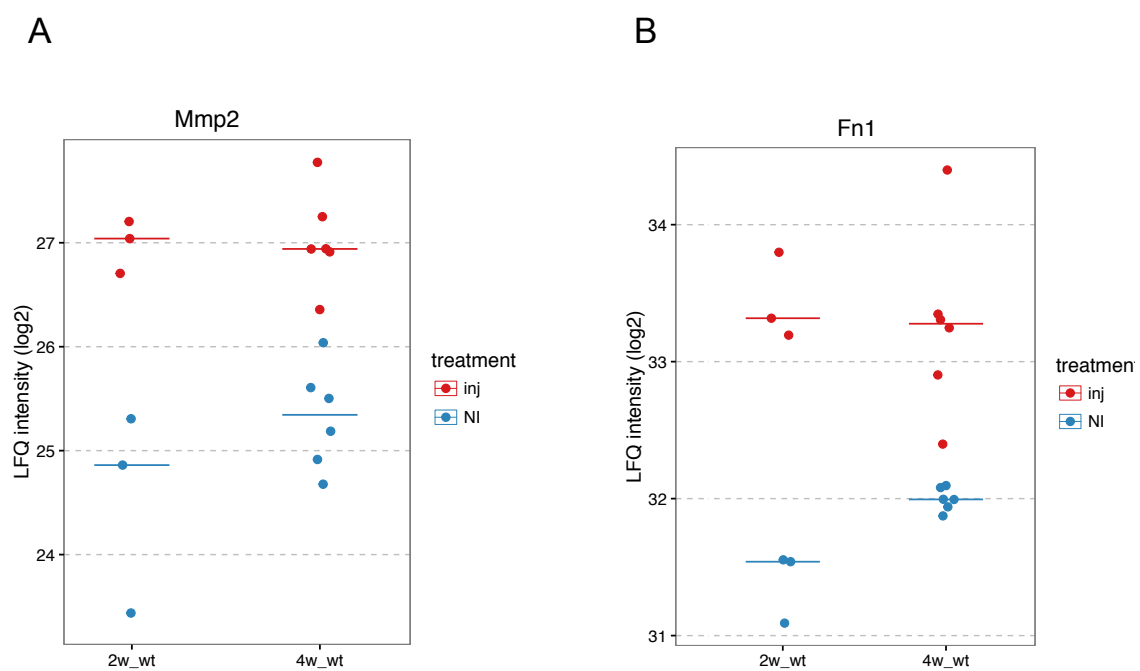 A
B
Mmp2
Fn1
LFQ intensity (log2)
27
26
25
24
2w_wt
4w_wt
treatment
inj
NI
LFQ intensity (log2)
34
33
32
31
2w_wt
4w_wt
treatment
inj
NI